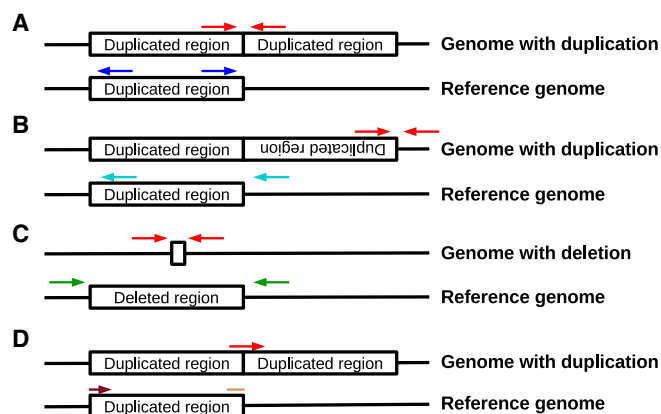 A
Duplicated region Duplicated region Genome with duplication
Duplicated region Reference genome
B
Duplicated region Duplicated region Genome with duplication
Duplicated region Reference genome
C
Genome with deletion
Deleted region Reference genome
D
Duplicated region Duplicated region Genome with duplication
Duplicated region Reference genome